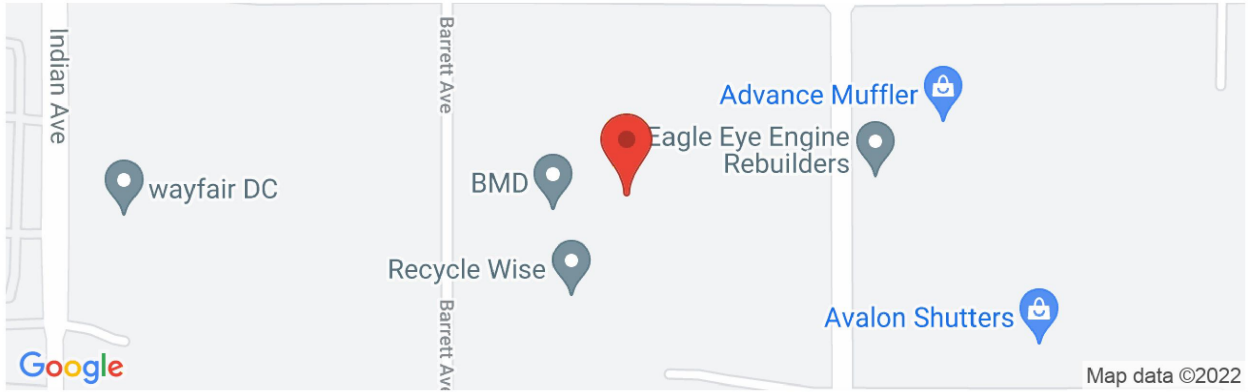 Indian Ave
Barrett Ave
Advance Muffler
Eagle Eye Engine
Rebuilders
wayfair DC
BMD
Recycle Wise
Barrett Ave
Avalon Shutters
Google
Map data ©2022